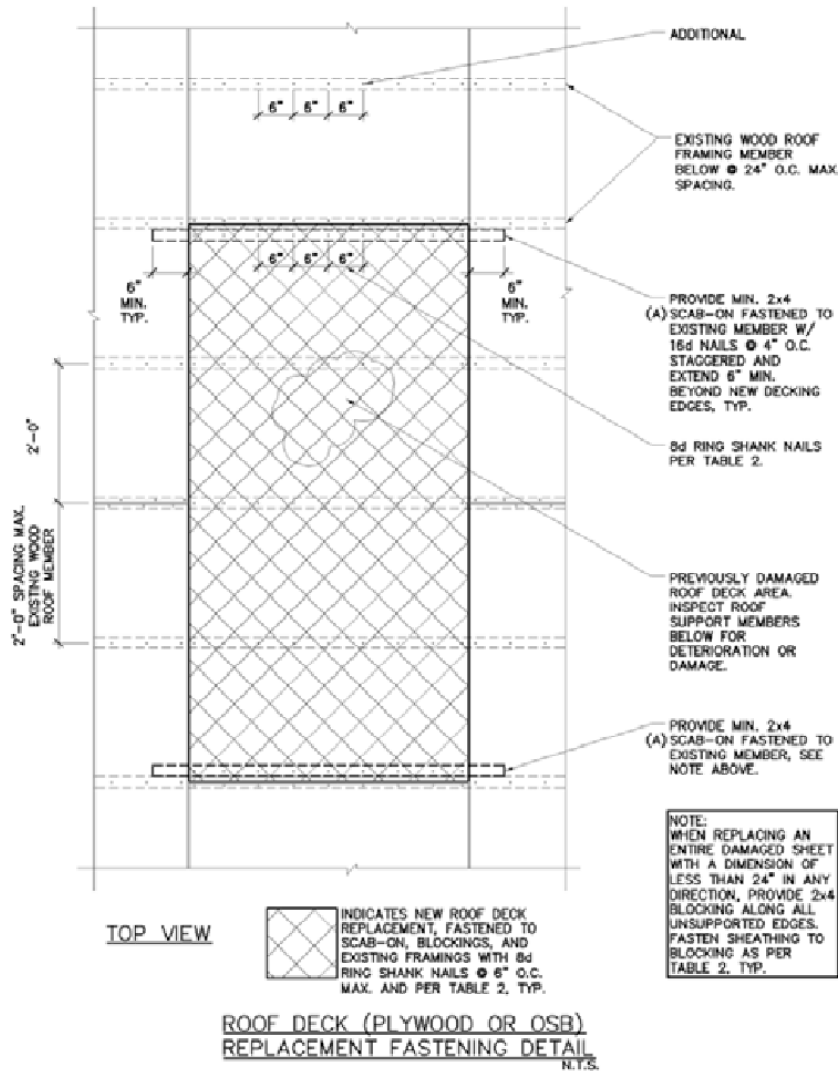 ADDITIONAL
6" 6" 6"
EXISTING WOOD ROOF
FRAMING MEMBER
BELOW @ 24" O.C. MAX.
SPACING.
6" 6" 6"
6"
MIN.
TYP.
6"
MIN.
TYP.
PROVIDE MIN. 2x4
(A) SCAB-ON FASTENED TO
EXISTING MEMBER W/
16d NAILS @ 4" O.C.
STAGGERED AND
EXTEND 6" MIN.
BEYOND NEW DECKING
EDGES, TYP.
8d RING SHANK NAILS
PER TABLE 2.
2'-0"
2"-0" SPACING MAX.
EXISTING WOOD
ROOF MEMBER
PREVIOUSLY DAMAGED
ROOF DECK AREA.
INSPECT ROOF
SUPPORT MEMBERS
BELOW FOR
DETERIORATION OR
DAMAGE.
PROVIDE MIN. 2x4
(A) SCAB-ON FASTENED TO
EXISTING MEMBER, SEE
NOTE ABOVE.
NOTE:
WHEN REPLACING AN
ENTIRE DAMAGED SHEET
WITH A DIMENSION OF
LESS THAN 24" IN ANY
DIRECTION, PROVIDE 2x4
BLOCKING ALONG ALL
UNSUPPORTED EDGES.
FASTEN SHEATHING TO
BLOCKING AS PER
TABLE 2, TYP.
TOP VIEW
INDICATES NEW ROOF DECK
REPLACEMENT, FASTENED TO
SCAB-ON, BLOCKINGS, AND
EXISTING FRAMINGS WITH 8d
RING SHANK NAILS @ 6" O.C.
MAX. AND PER TABLE 2, TYP.
ROOF DECK (PLYWOOD OR OSB)
REPLACEMENT FASTENING DETAIL
N.T.S.